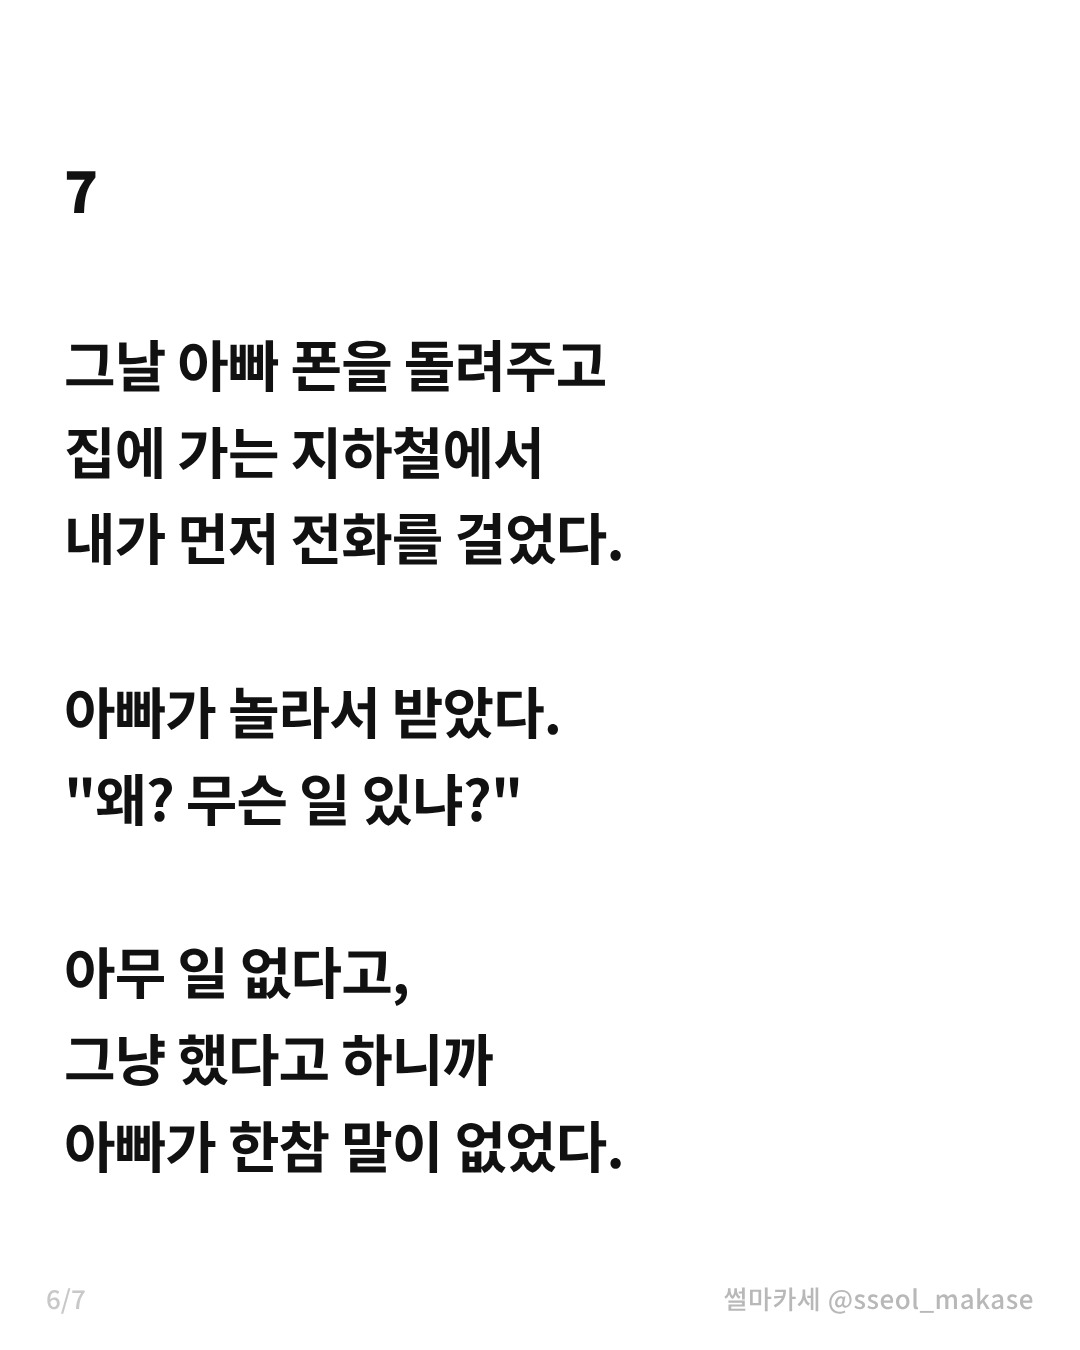 7
그날 아빠 폰을 돌려주고
집에 가는 지하철에서
내가 먼저 전화를 걸었다.
아빠가 놀라서 받았다.
"왜? 무슨 일 있냐?"
아무 일 없다고,
그냥 했다고 하니까
아빠가 한참 말이 없었다.
6/7
썰마카세 @sseol_makase